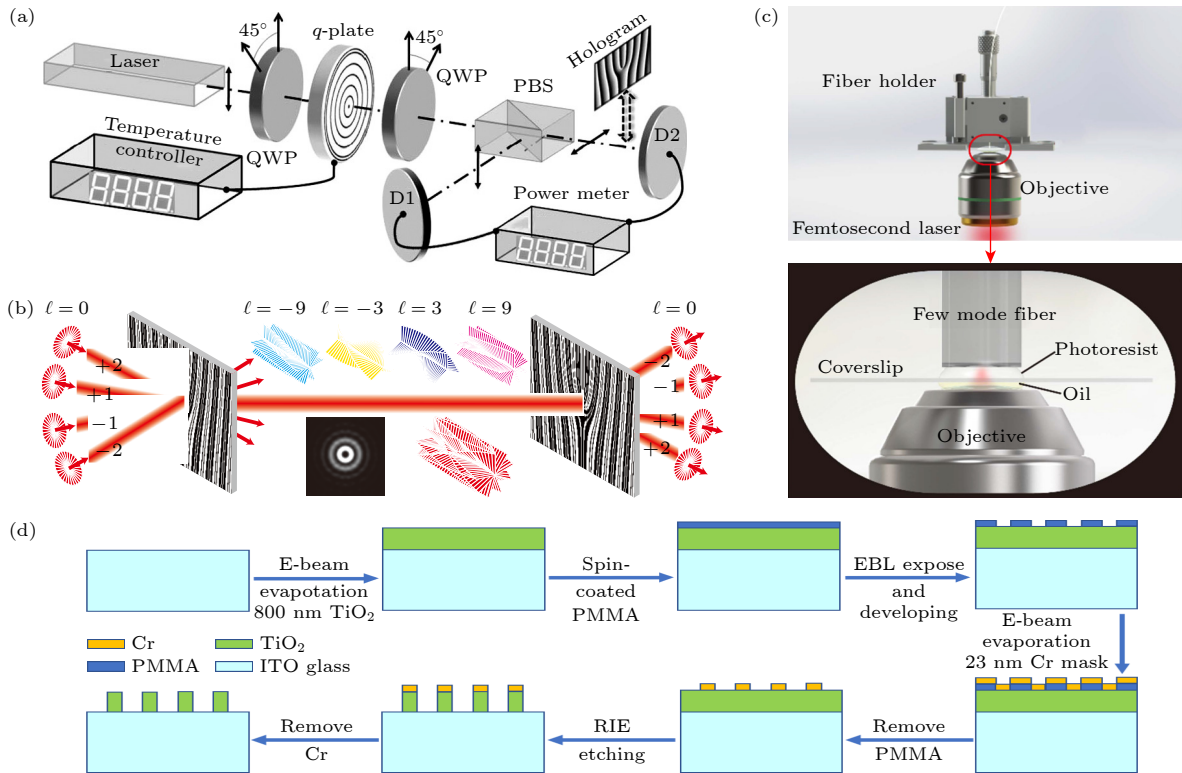 (a)
45°
q-plate
45°
QWP
Hologram
Laser
PBS
Temperature
controller
8888
QWP
D1
D2
Power meter
8888
(b)
ℓ=0
ℓ=−9
ℓ=−3
ℓ=3
ℓ=9
ℓ=0
+2
+1
−1
−2
−2
−1
+1
+2
(c)
Fiber holder
Objective
Femtosecond laser
Few mode fiber
Photoresist
Coverslip
Oil
Objective
(d)
E-beam
evapotation
800 nm TiO₂
Spin-
coated
PMMA
EBL expose
and
developing
E-beam
evaporation
23 nm Cr mask
Cr
TiO₂
PMMA
ITO glass
Remove
Cr
RIE
etching
Remove
PMMA